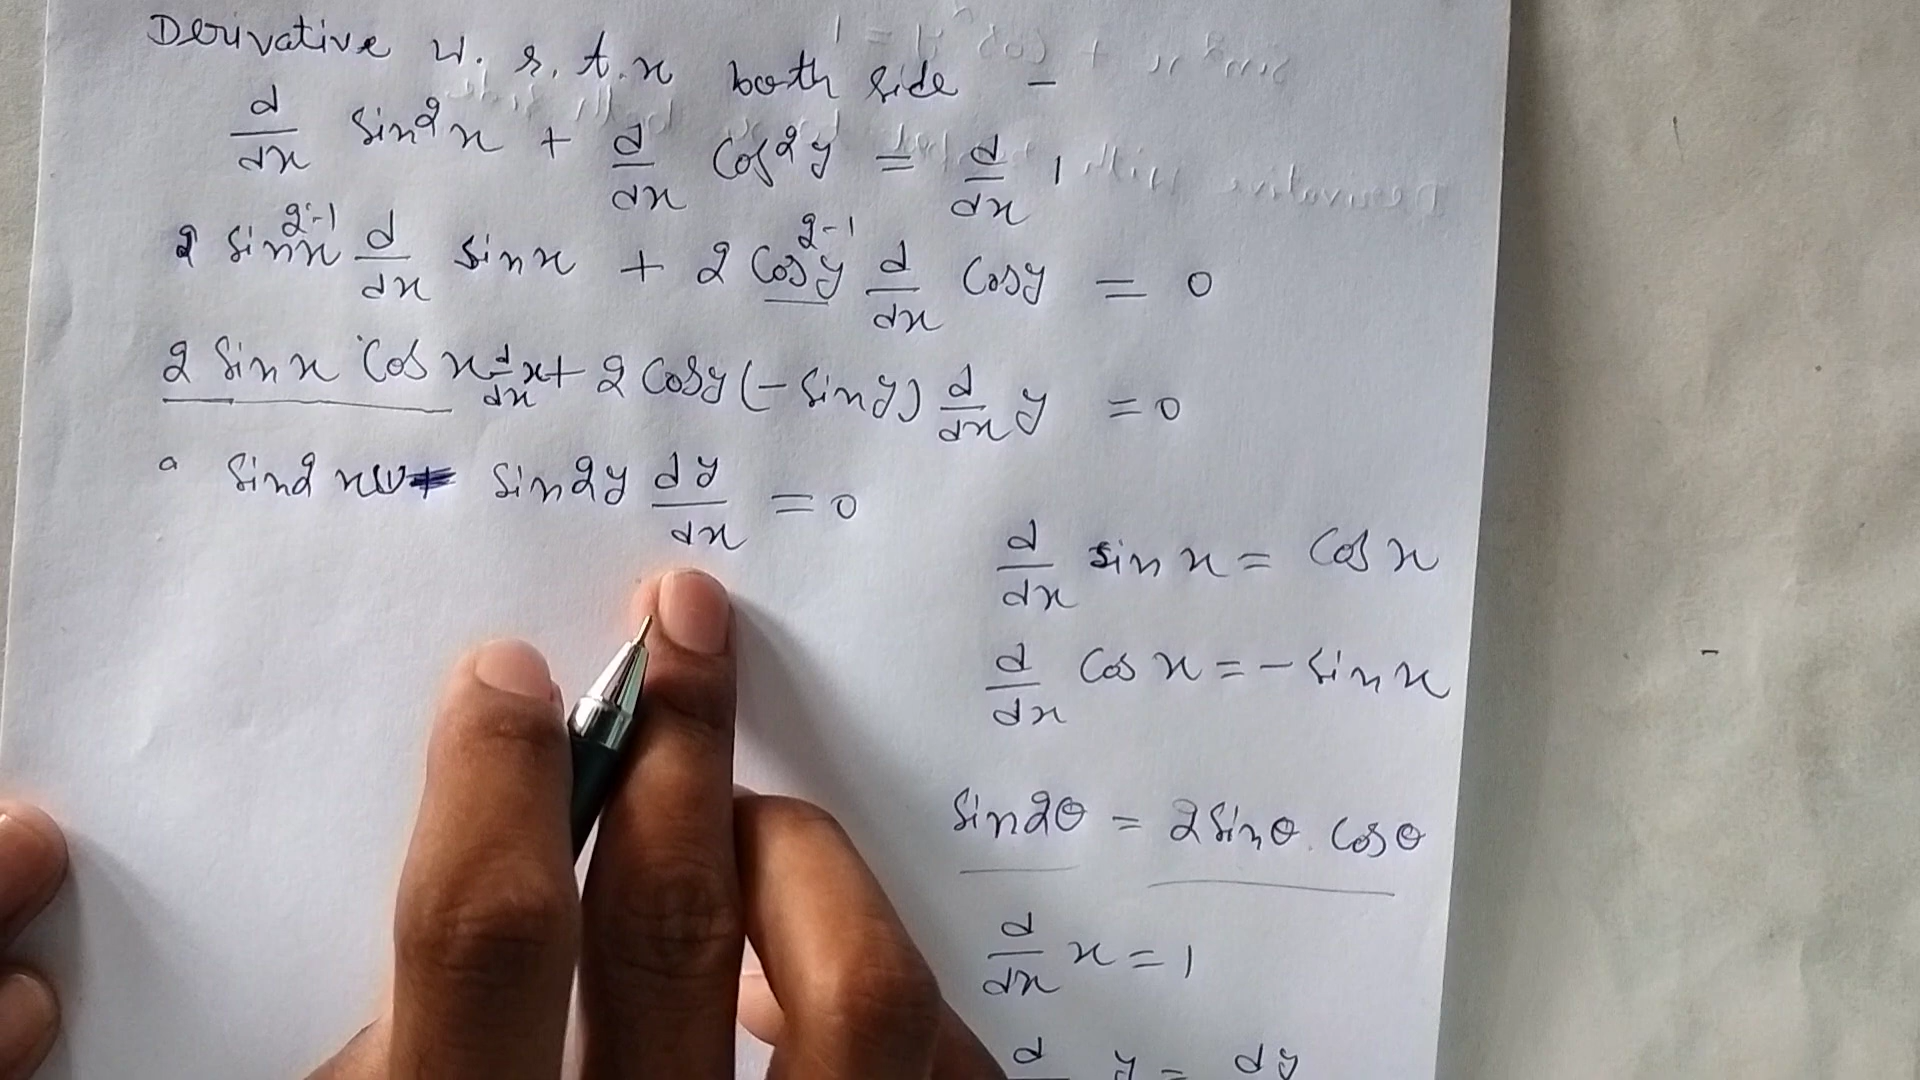 Derivative w.r.t.x both side -
d/dx sin²x + d/dx cos²y = d/dx 1
2 sin^2-1 x d/dx sinx + 2 cos^2-1 y d/dx cosy = 0
2 sinx cosx d/dx x + 2 cosy (- siny) d/dx y = 0
sin2x sin2y dy/dx = 0
d/dx sinx = cosx
d/dx cosx = - sinx
sin2θ = 2sinθ. cosθ
d/dx x = 1
d y = dy